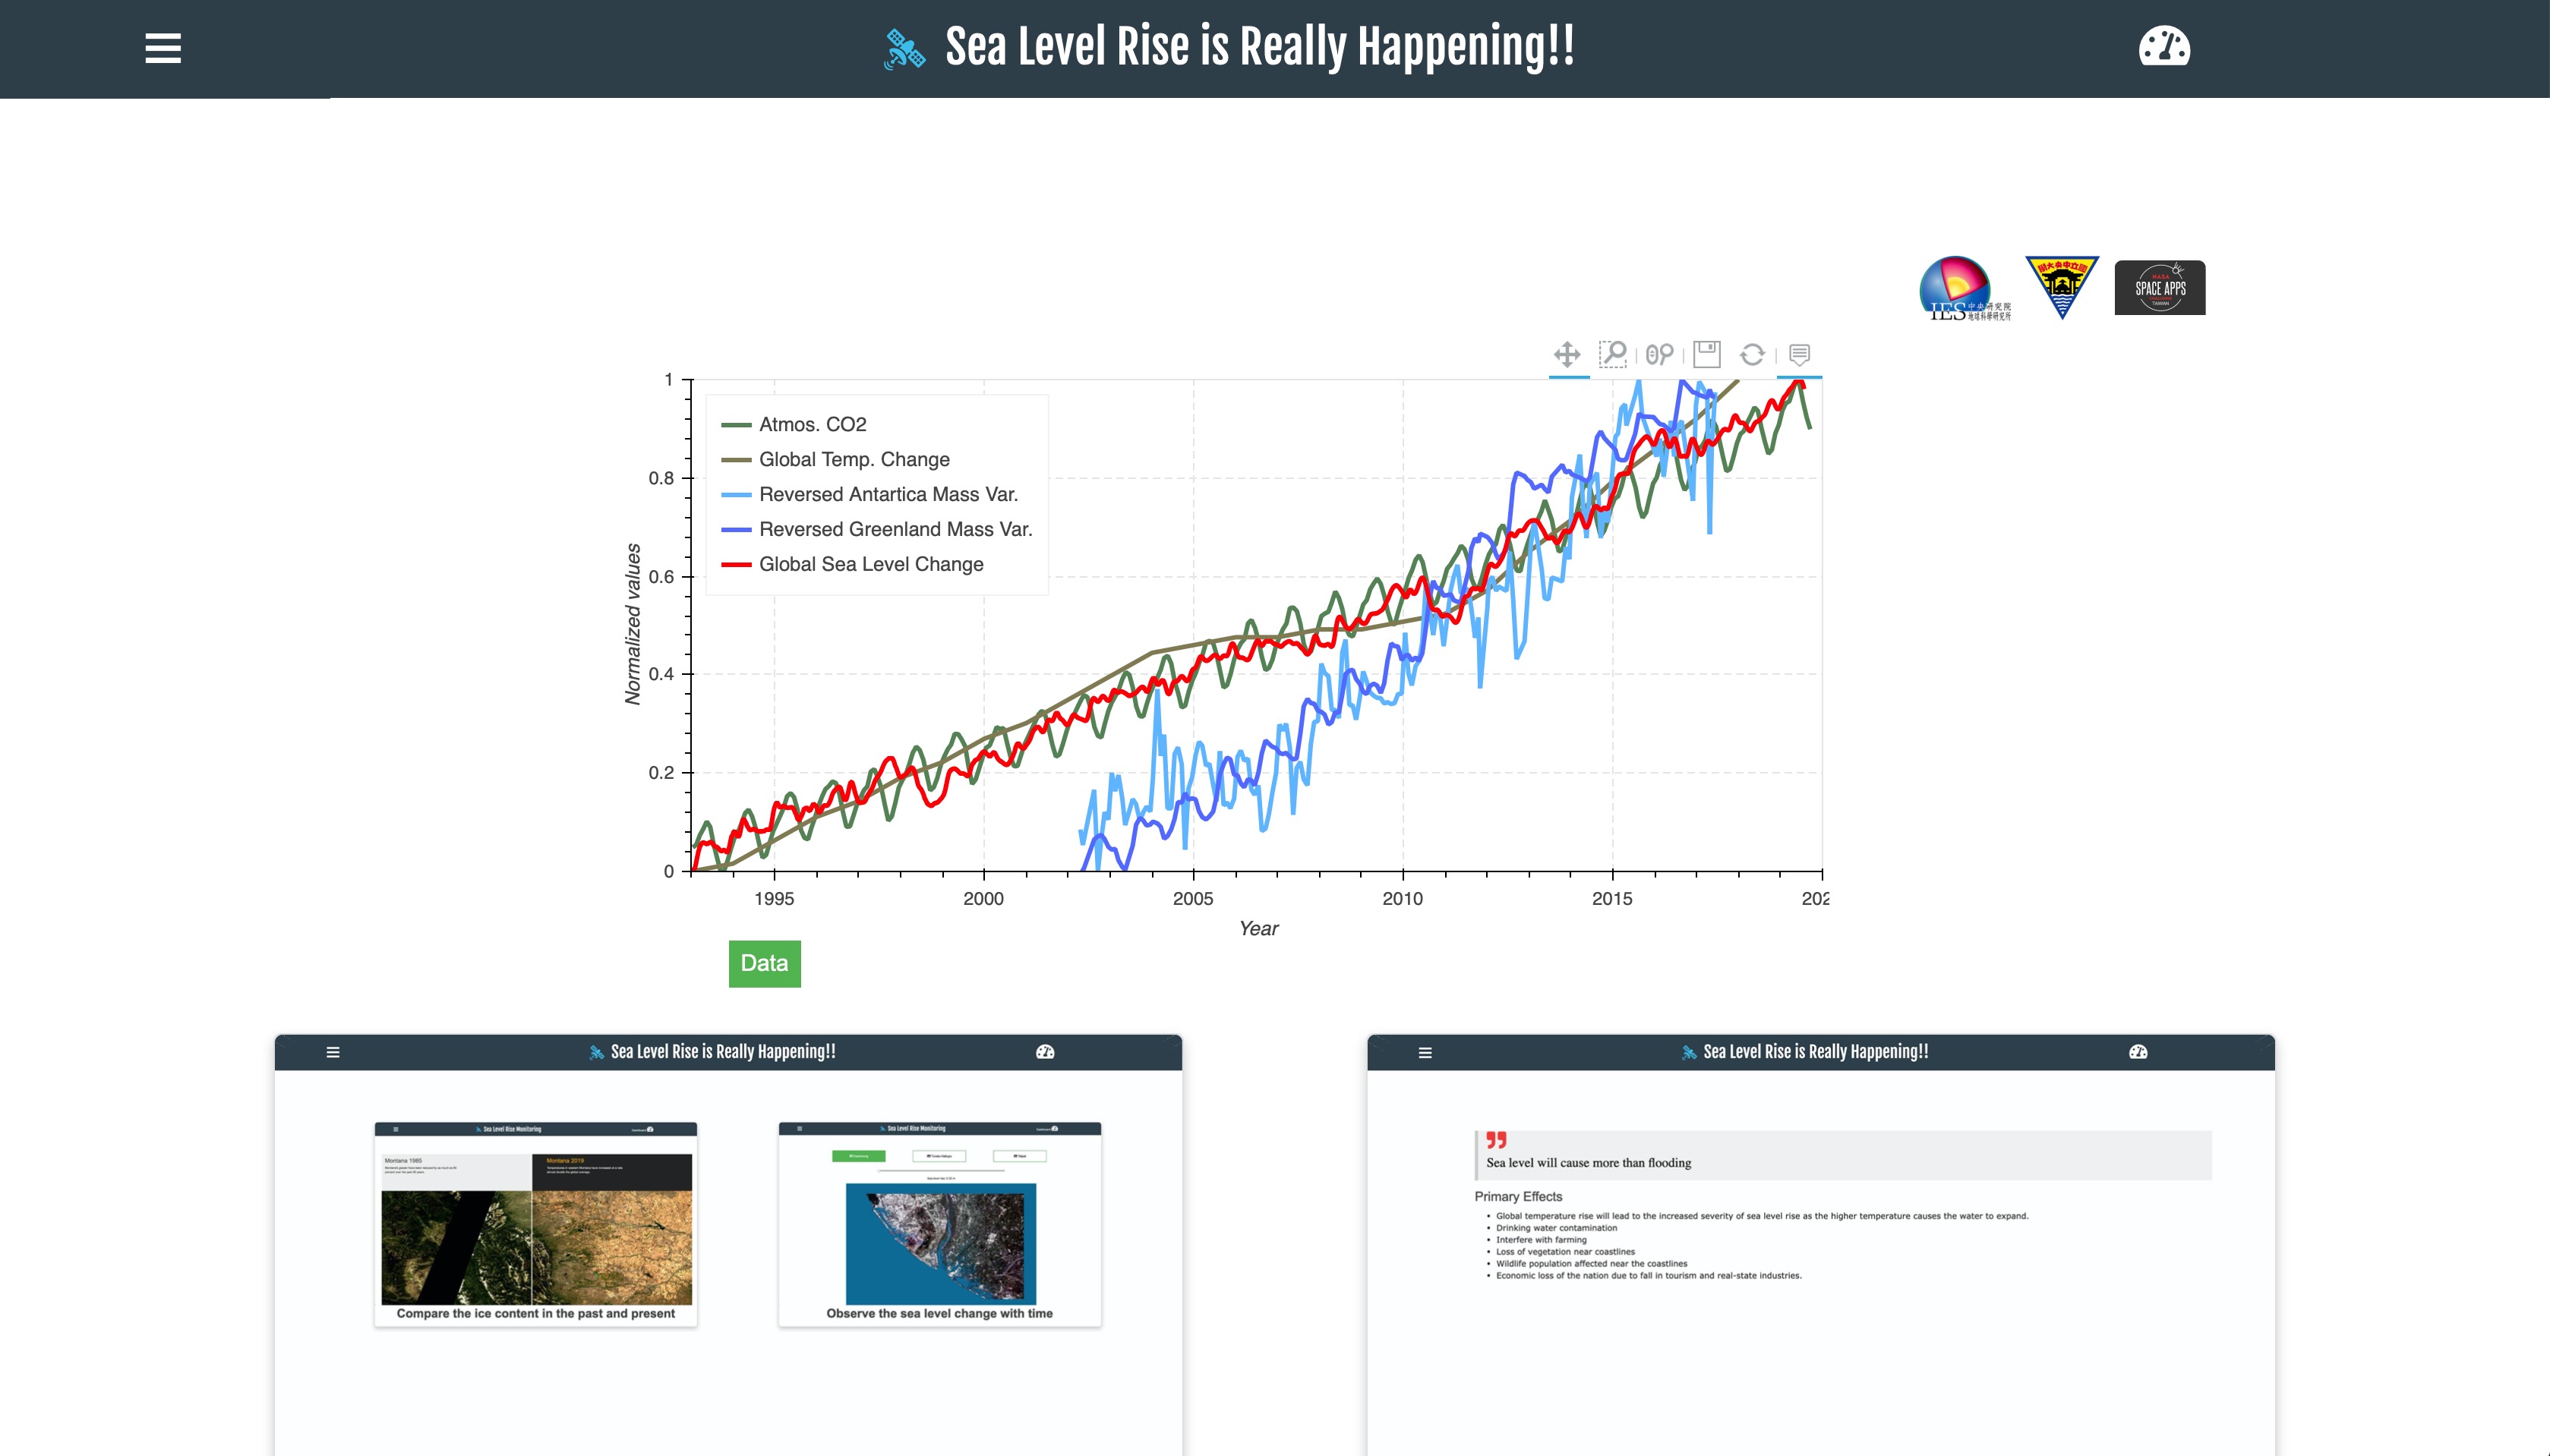 Sea Level Rise is Really Happening!!
IES 中央研究院
地球科學研究所
NASA
SPACE APPS
TAIWAN
1
0.8
0.6
0.4
0.2
0
Normalized values
Atmos. CO2
Global Temp. Change
Reversed Antartica Mass Var.
Reversed Greenland Mass Var.
Global Sea Level Change
1995
2000
2005
2010
2015
202
Year
Data
Sea Level Rise is Really Happening!!
Sea Level Rise Monitoring
Montana 1985
Montana 2019
Compare the ice content in the past and present
Sea Level Rise Monitoring
Observe the sea level change with time
Sea Level Rise is Really Happening!!
Sea level will cause more than flooding
Primary Effects
• Global temperature rise will lead to the increased severity of sea level rise as the higher temperature causes the water to expand.
• Drinking water contamination
• Interfere with farming
• Loss of vegetation near coastlines
• Wildlife population affected near the coastlines
• Economic loss of the nation due to fall in tourism and real-state industries.